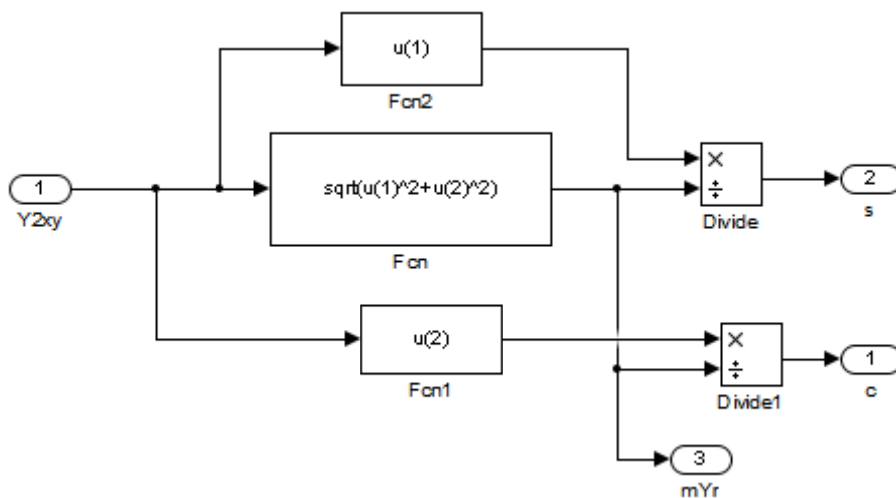 u(1)
Fcn2
sqrt(u(1)^2+u(2)^2)
Fcn
1
Y2xy
×
÷
Divide
2
s
u(2)
Fcn1
×
÷
Divide1
1
c
3
mYr